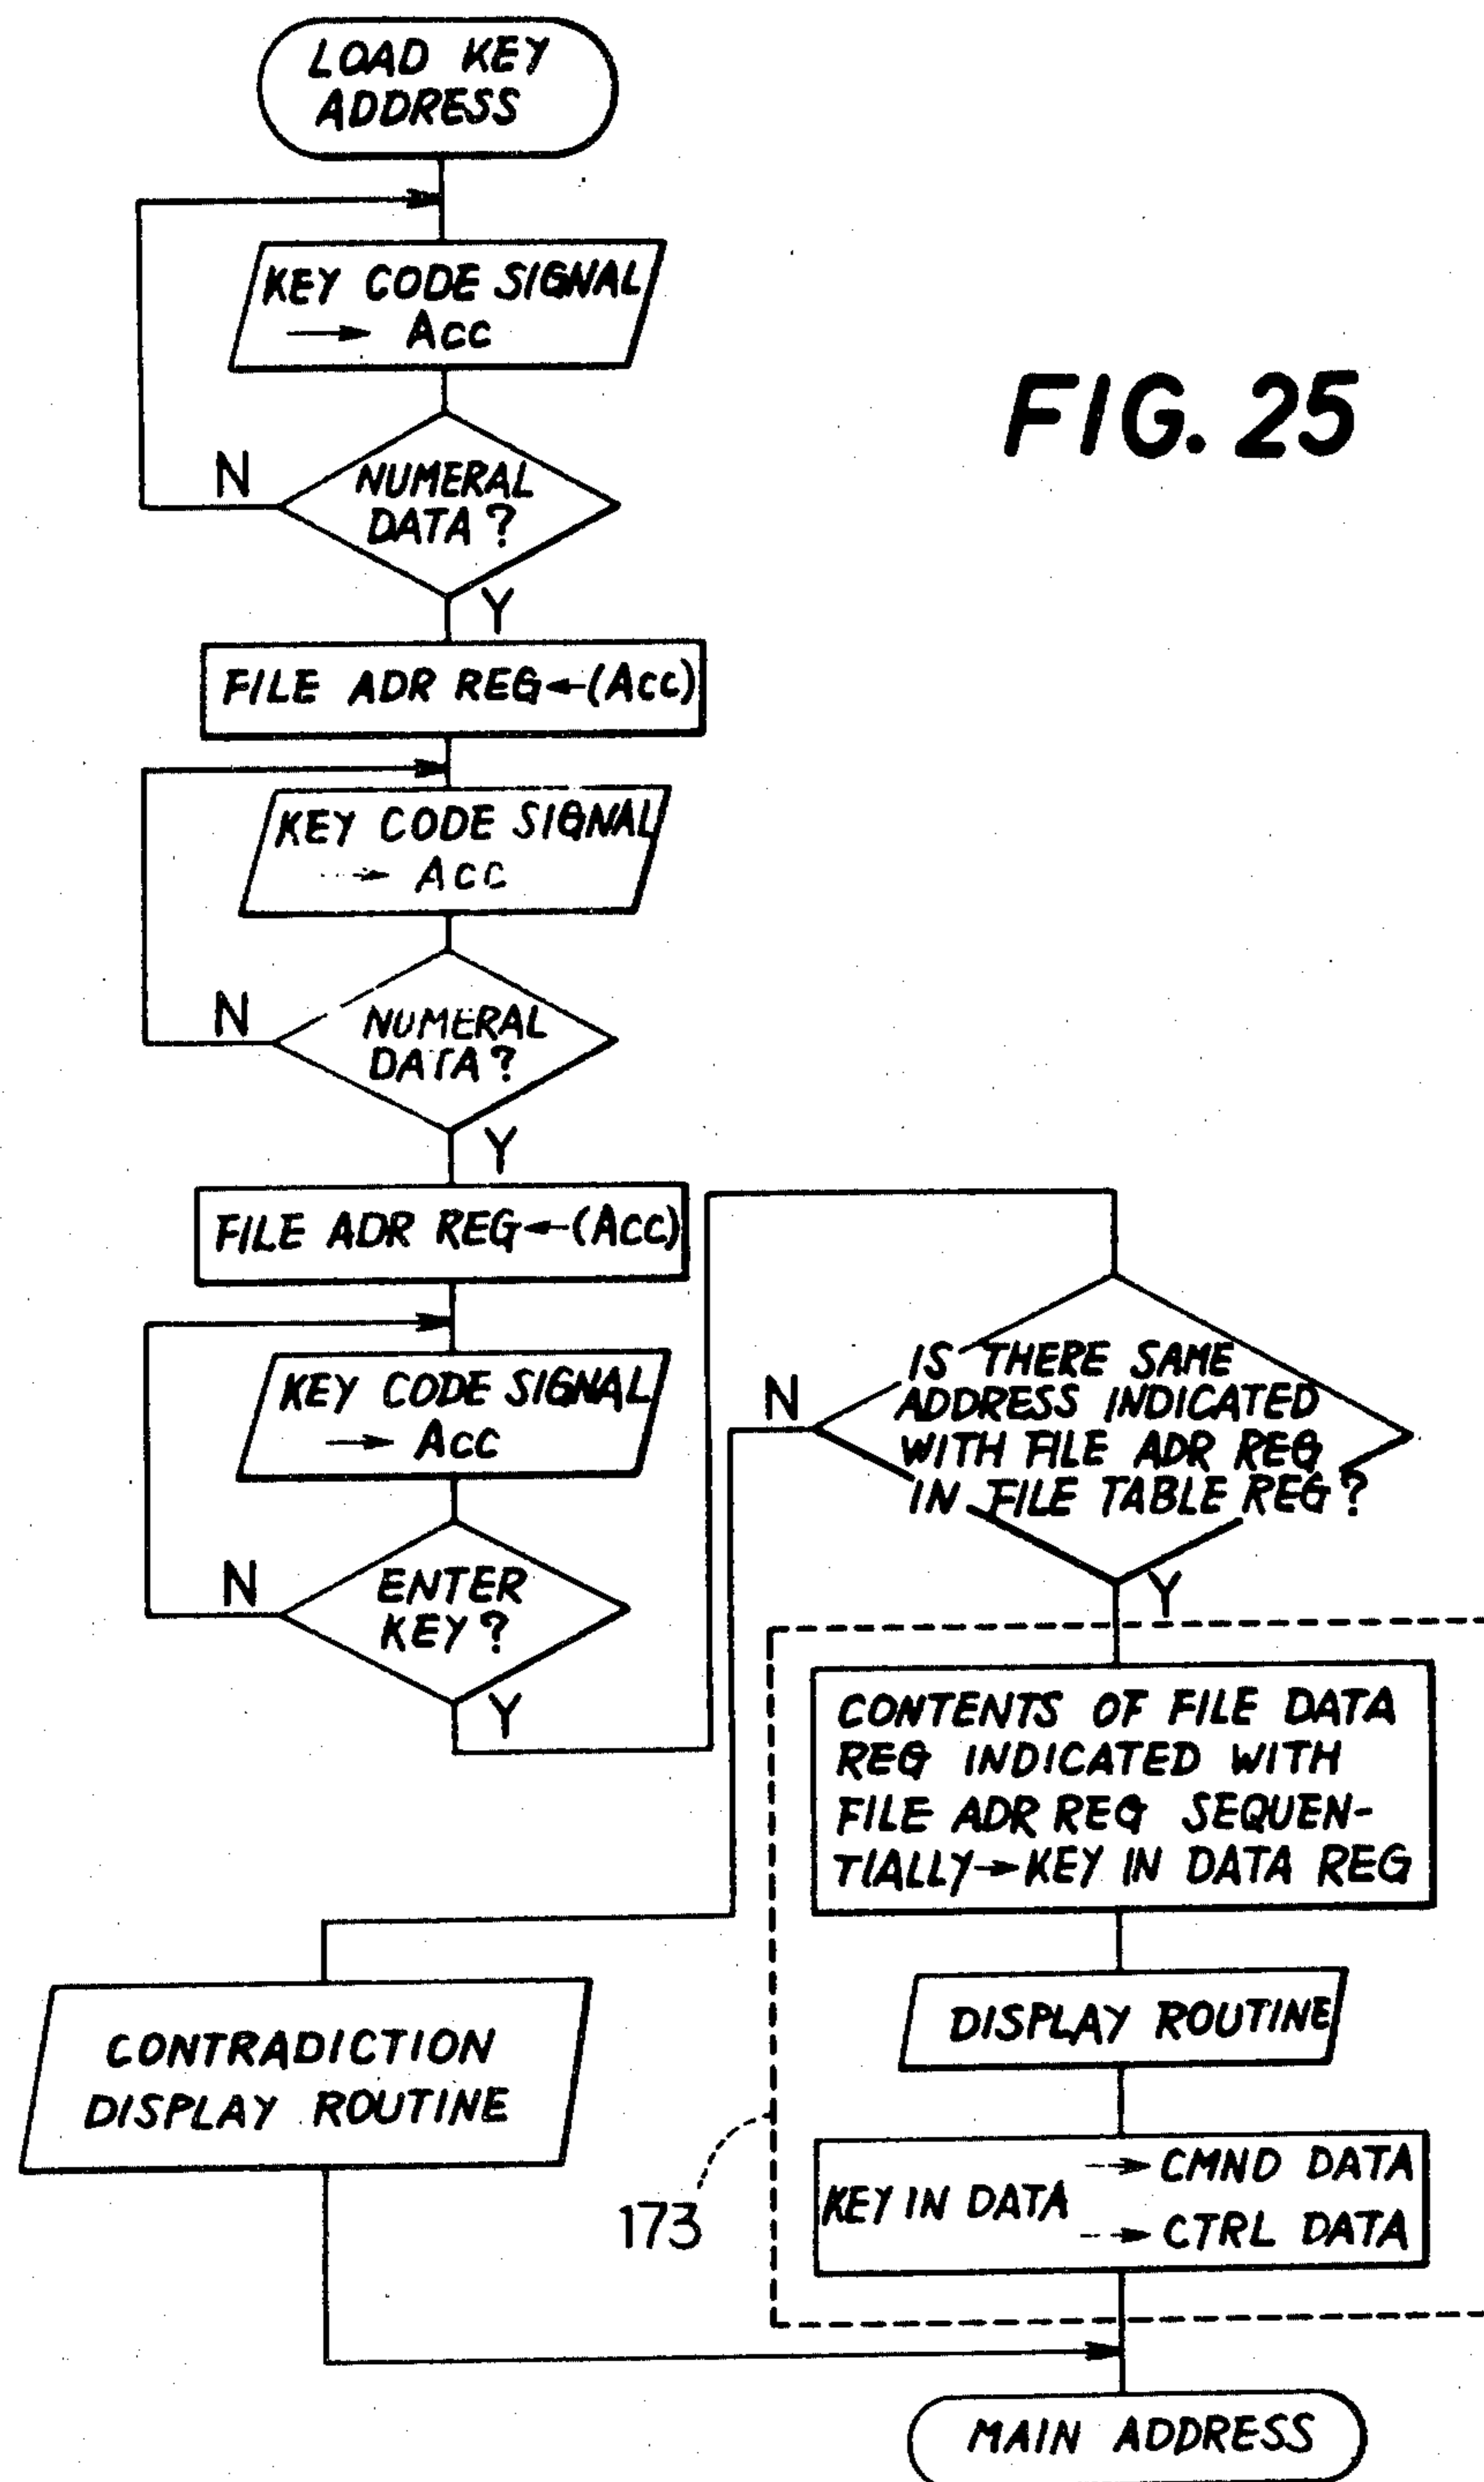 LOAD KEY
ADDRESS
KEY CODE SIGNAL
→ ACC
FIG. 25
N
NUMERAL
DATA?
Y
FILE ADR REG←(ACC)
KEY CODE SIGNAL
→ ACC
N
NUMERAL
DATA?
Y
FILE ADR REG←(ACC)
KEY CODE SIGNAL
→ ACC
N
ENTER
KEY?
Y
N
IS THERE SAME
ADDRESS INDICATED
WITH FILE ADR REG
IN FILE TABLE REG?
Y
CONTENTS OF FILE DATA
REG INDICATED WITH
FILE ADR REG SEQUEN-
TIALLY→KEY IN DATA REG
CONTRADICTION
DISPLAY ROUTINE
DISPLAY ROUTINE
KEY IN DATA
→ CMND DATA
→ CTRL DATA
173
MAIN ADDRESS